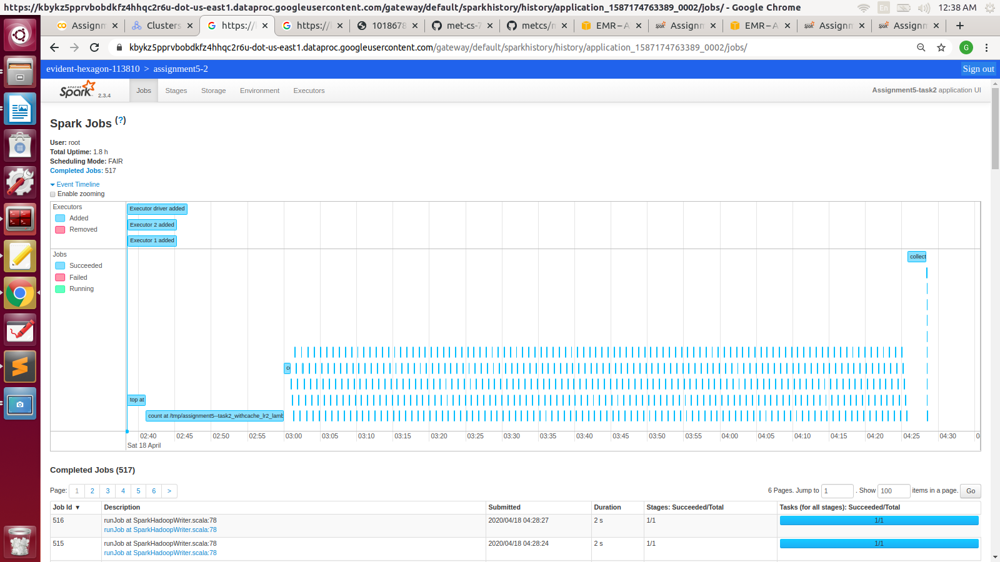 https://kbykz5pprvbobdkfz4hhqc2r6u-dot-us-east1.dataproc.googleusercontent.com/gateway/default/sparkhistory/history/application_1587174763389_0002/jobs/ - Google Chrome
En
12:38 AM
Assignm
Clusters
https://
https://
1018678
met-cs-7
metcs/m
EMR – A
Assignm
EMR – A
Assignm
Assignm
kbykz5pprvbobdkfz4hhqc2r6u-dot-us-east1.dataproc.googleusercontent.com/gateway/default/sparkhistory/history/application_1587174763389_0002/jobs/
G
evident-hexagon-113810 > assignment5-2
Sign out
APACHE Spark 2.3.4
Jobs
Stages
Storage
Environment
Executors
Assignment5-task2 application UI
Spark Jobs (?)
User: root
Total Uptime: 1.8 h
Scheduling Mode: FAIR
Completed Jobs: 517
Event Timeline
Enable zooming
Executors
Added
Removed
Executor driver added
Executor 2 added
Executor 1 added
Jobs
Succeeded
Failed
Running
collect
top at
count at /tmp/assignment5--task2_withcache_lr2_lamb
02:40 02:45 02:50 02:55 03:00 03:05 03:10 03:15 03:20 03:25 03:30 03:35 03:40 03:45 03:50 03:55 04:00 04:05 04:10 04:15 04:20 04:25 04:30
Sat 18 April
Completed Jobs (517)
Page: 1 2 3 4 5 6 >
6 Pages. Jump to 1 . Show 100 items in a page. Go
Job Id ▼ Description Submitted Duration Stages: Succeeded/Total Tasks (for all stages): Succeeded/Total
516 runJob at SparkHadoopWriter.scala:78 2020/04/18 04:28:27 2 s 1/1 1/1
runJob at SparkHadoopWriter.scala:78
515 runJob at SparkHadoopWriter.scala:78 2020/04/18 04:28:24 2 s 1/1 1/1
runJob at SparkHadoopWriter.scala:78